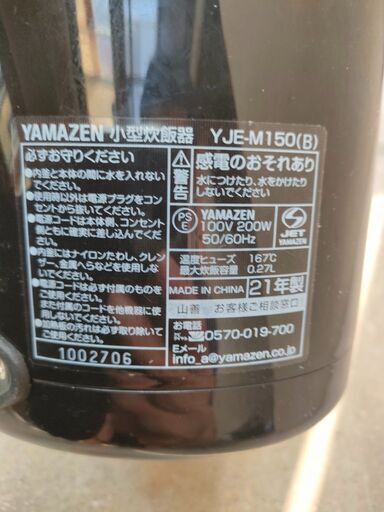 YAMAZEN 小型炊飯器 YJE-M150(B)
必ずお守りください
●内蓋と本体の間に水を入れない
でください。
●使用時以外は電源プラグをコンセ
ントから抜いてください。
●電源コードは本体側、コンセント
側とも確実に差し込んでくださ
い。
●内釜にはナイロンたわし、クレン
ザー、金属へらなどを使用しな
いでください。
●電源コードは必ず付属のものを
ご使用ください。
また付属のコードを他機器に使
用しないでください。
●加熱板の汚れは必ず取り除いて
ご使用ください。
1002706
警告
感電のおそれあり
水につけたり、水をかけたり
しないでください
PS
E
YAMAZEN
100V 200W
50/60Hz
JET
YAMAZEN
温度ヒューズ 167℃
最大炊飯容量 0.27L
MADE IN CHINA 21年製
山善 お客様ご相談窓口
お電話
0570-019-700
Eメール
info_a@yamazen.co.jp